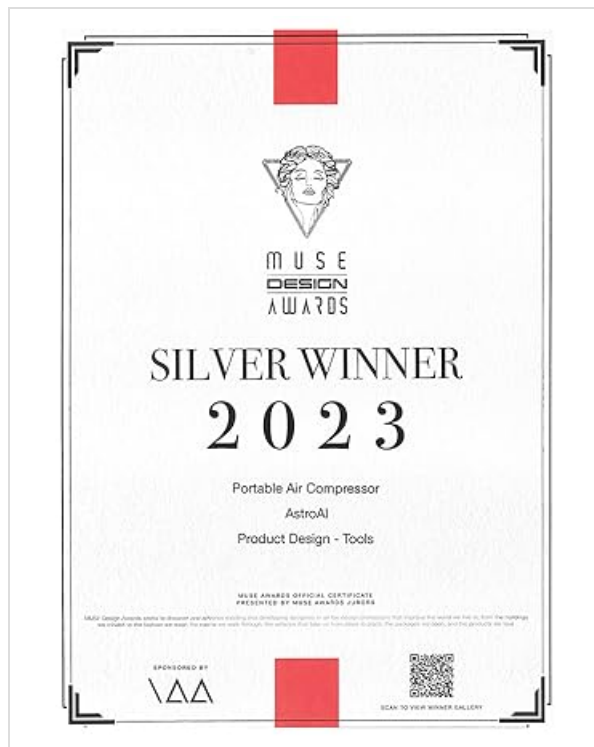 MUSE
DESIGN
AWARDS
SILVER WINNER
2023
Portable Air Compressor
AstroAI
Product Design - Tools
MUSE AWARDS OFFICIAL CERTIFICATE
PRESENTED BY MUSE AWARDS JURORS
SPONSORED BY
IAA
SCAN TO VIEW WINNER GALLERY